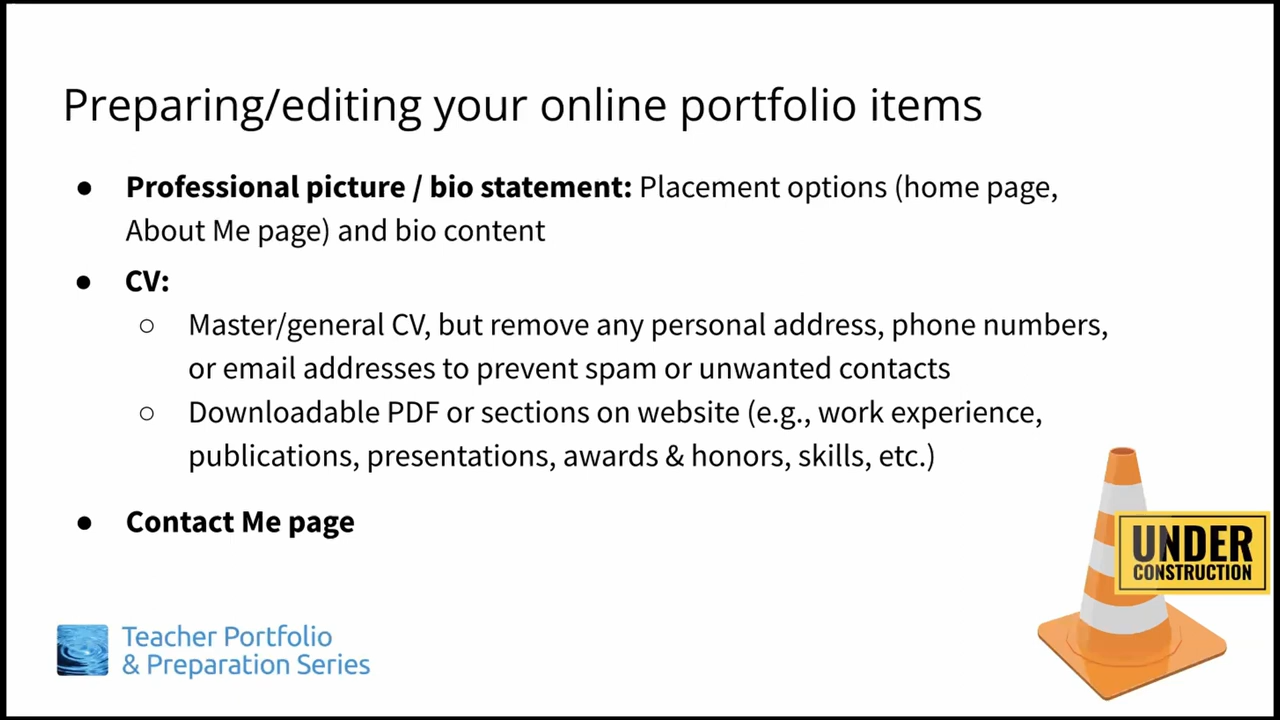 Preparing/editing your online portfolio items
● Professional picture / bio statement: Placement options (home page,
About Me page) and bio content
● CV:
○ Master/general CV, but remove any personal address, phone numbers,
or email addresses to prevent spam or unwanted contacts
○ Downloadable PDF or sections on website (e.g., work experience,
publications, presentations, awards & honors, skills, etc.)
● Contact Me page
UNDER
CONSTRUCTION
Teacher Portfolio
& Preparation Series